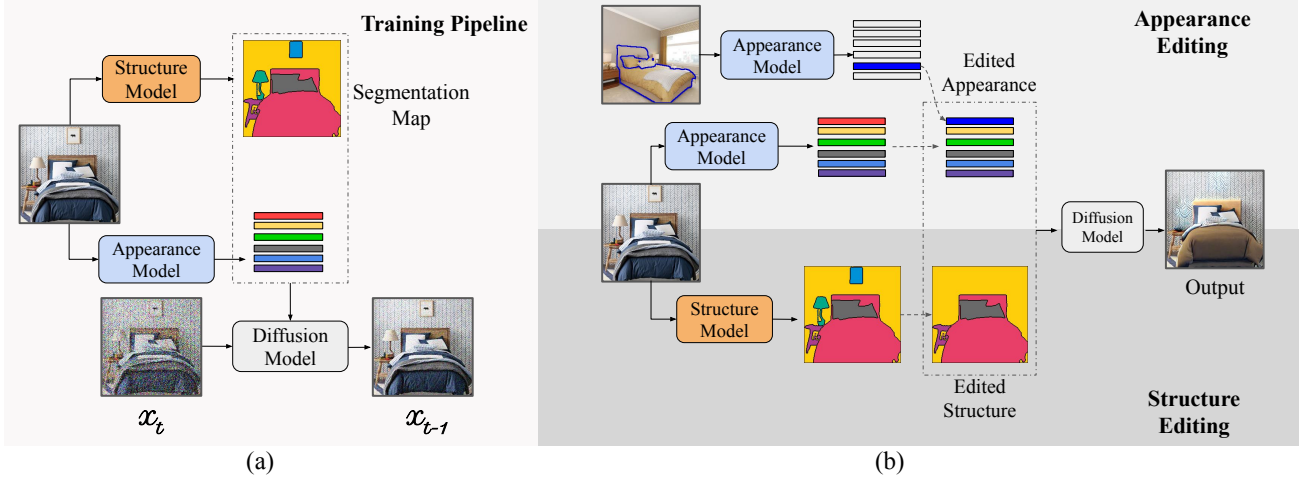 Training Pipeline
Structure
Model
Segmentation
Map
Appearance
Model
Diffusion
Model
x_t
x_{t-1}
(a)
Appearance
Editing
Appearance
Model
Edited
Appearance
Appearance
Model
Diffusion
Model
Output
Structure
Model
Edited
Structure
Structure
Editing
(b)